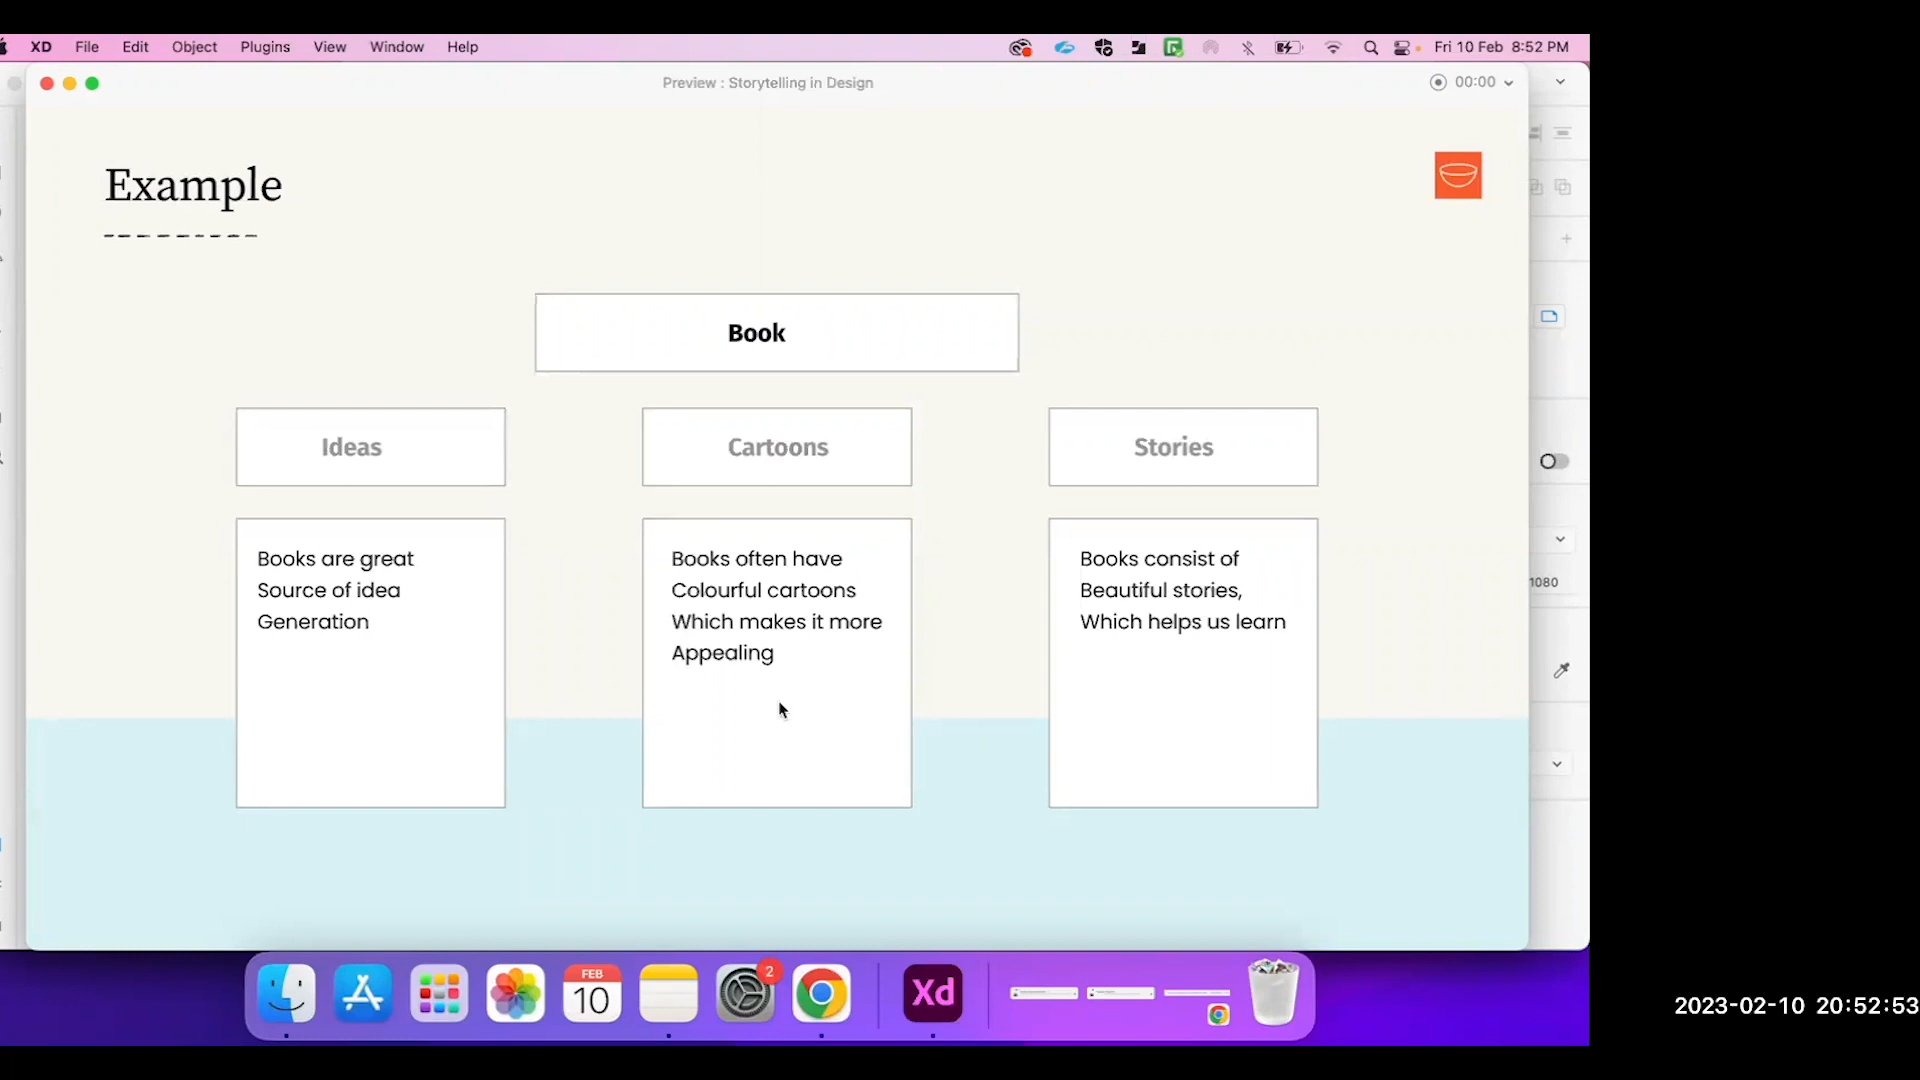 XD File Edit Object Plugins View Window Help Fri 10 Feb 8:52 PM
Preview : Storytelling in Design 00:00
Example
Book
Ideas Cartoons Stories
Books are great
Source of idea
Generation
Books often have
Colourful cartoons
Which makes it more
Appealing
Books consist of
Beautiful stories,
Which helps us learn
1080
FEB
10
2
Xd
2023-02-10 20:52:53